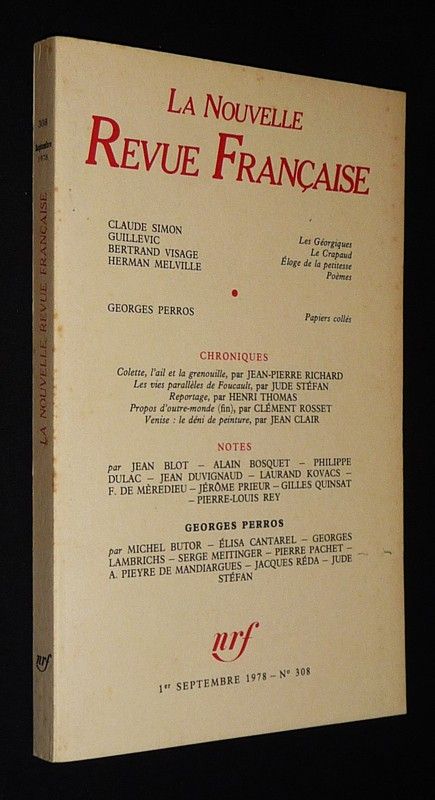 308
Septembre
1978
LA NOUVELLE REVUE FRANÇAISE
nrf
LA NOUVELLE
REVUE FRANÇAISE
CLAUDE SIMON Les Géorgiques
GUILLEVIC Le Crapaud
BERTRAND VISAGE Éloge de la petitesse
HERMAN MELVILLE Poèmes
GEORGES PERROS Papiers collés
CHRONIQUES
Colette, l'ail et la grenouille, par JEAN-PIERRE RICHARD
Les vies parallèles de Foucault, par JUDE STÉFAN
Reportage, par HENRI THOMAS
Propos d'outre-monde (fin), par CLÉMENT ROSSET
Venise : le déni de peinture, par JEAN CLAIR
NOTES
par JEAN BLOT – ALAIN BOSQUET – PHILIPPE
DULAC – JEAN DUVIGNAUD – LAURAND KOVACS –
F. DE MÈREDIEU – JÉRÔME PRIEUR – GILLES QUINSAT
– PIERRE-LOUIS REY
GEORGES PERROS
par MICHEL BUTOR – ÉLISA CANTAREL – GEORGES
LAMBRICHS – SERGE MEITINGER – PIERRE PACHET –
A. PIEYRE DE MANDIARGUES – JACQUES RÉDA – JUDE
STÉFAN
nrf
1er SEPTEMBRE 1978 – N° 308